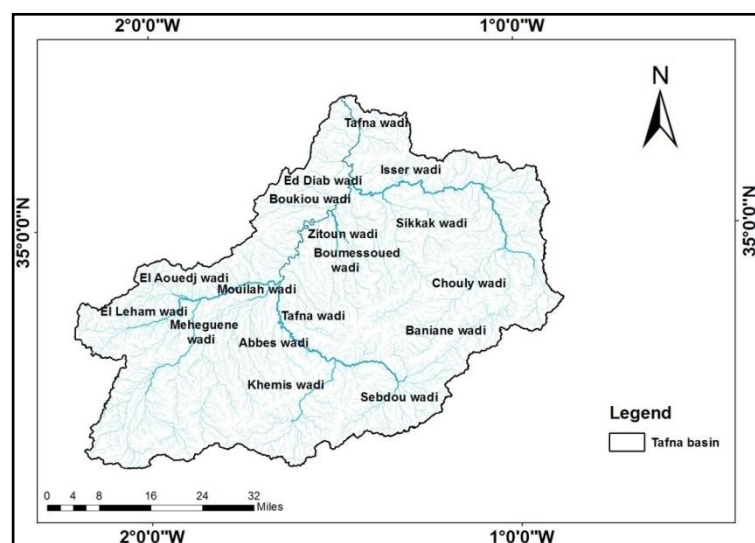 2°0'0"W
1°0'0"W
N
Tafna wadi
Isser wadi
Ed Diab wadi
Boukiou wadi
Sikkak wadi
35°0'0"N
35°0'0"N
Zitoun wadi
Boumessoued
wadi
El Aouedj wadi
Chouly wadi
Mouilah wadi
El Leham wadi
Tafna wadi
Meheguene
wadi
Baniane wadi
Abbes wadi
Khemis wadi
Sebdou wadi
Legend
Tafna basin
0 4 8 16 24 32
Miles
2°0'0"W
1°0'0"W